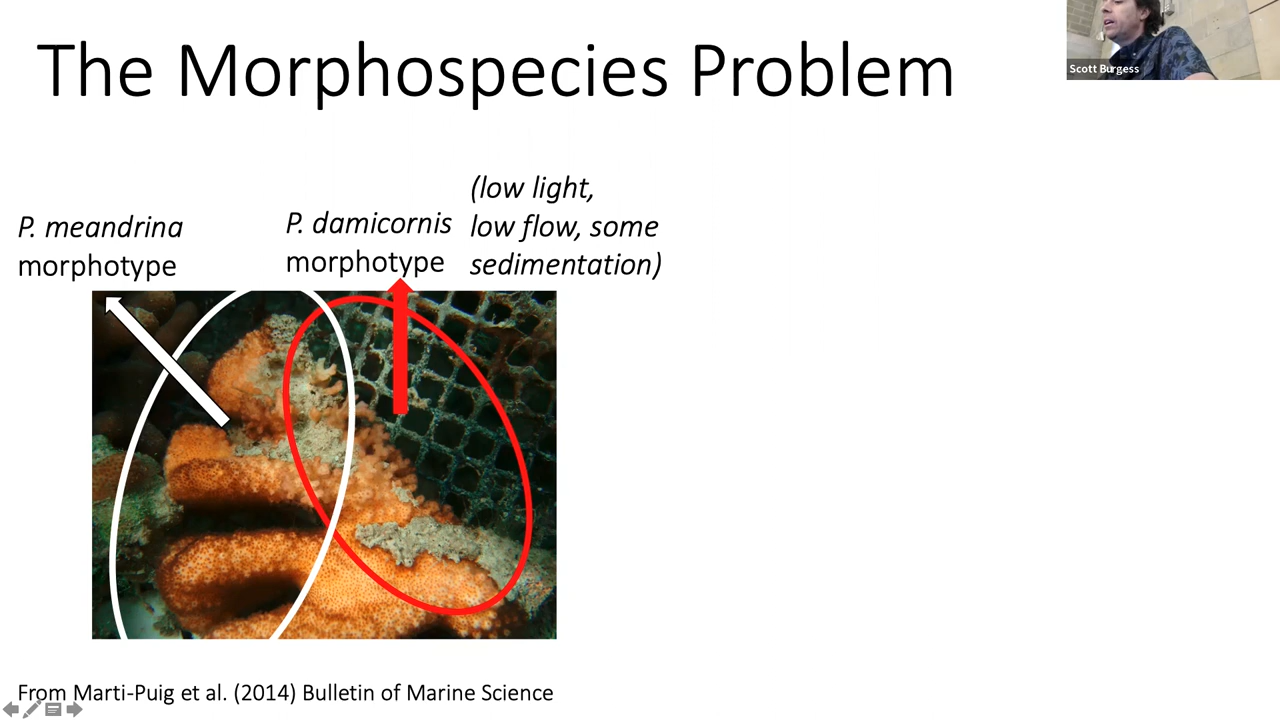 The Morphospecies Problem
Scott Burgess
P. meandrina
morphotype
P. damicornis
morphotype
(low light,
low flow, some
sedimentation)
From Marti-Puig et al. (2014) Bulletin of Marine Science